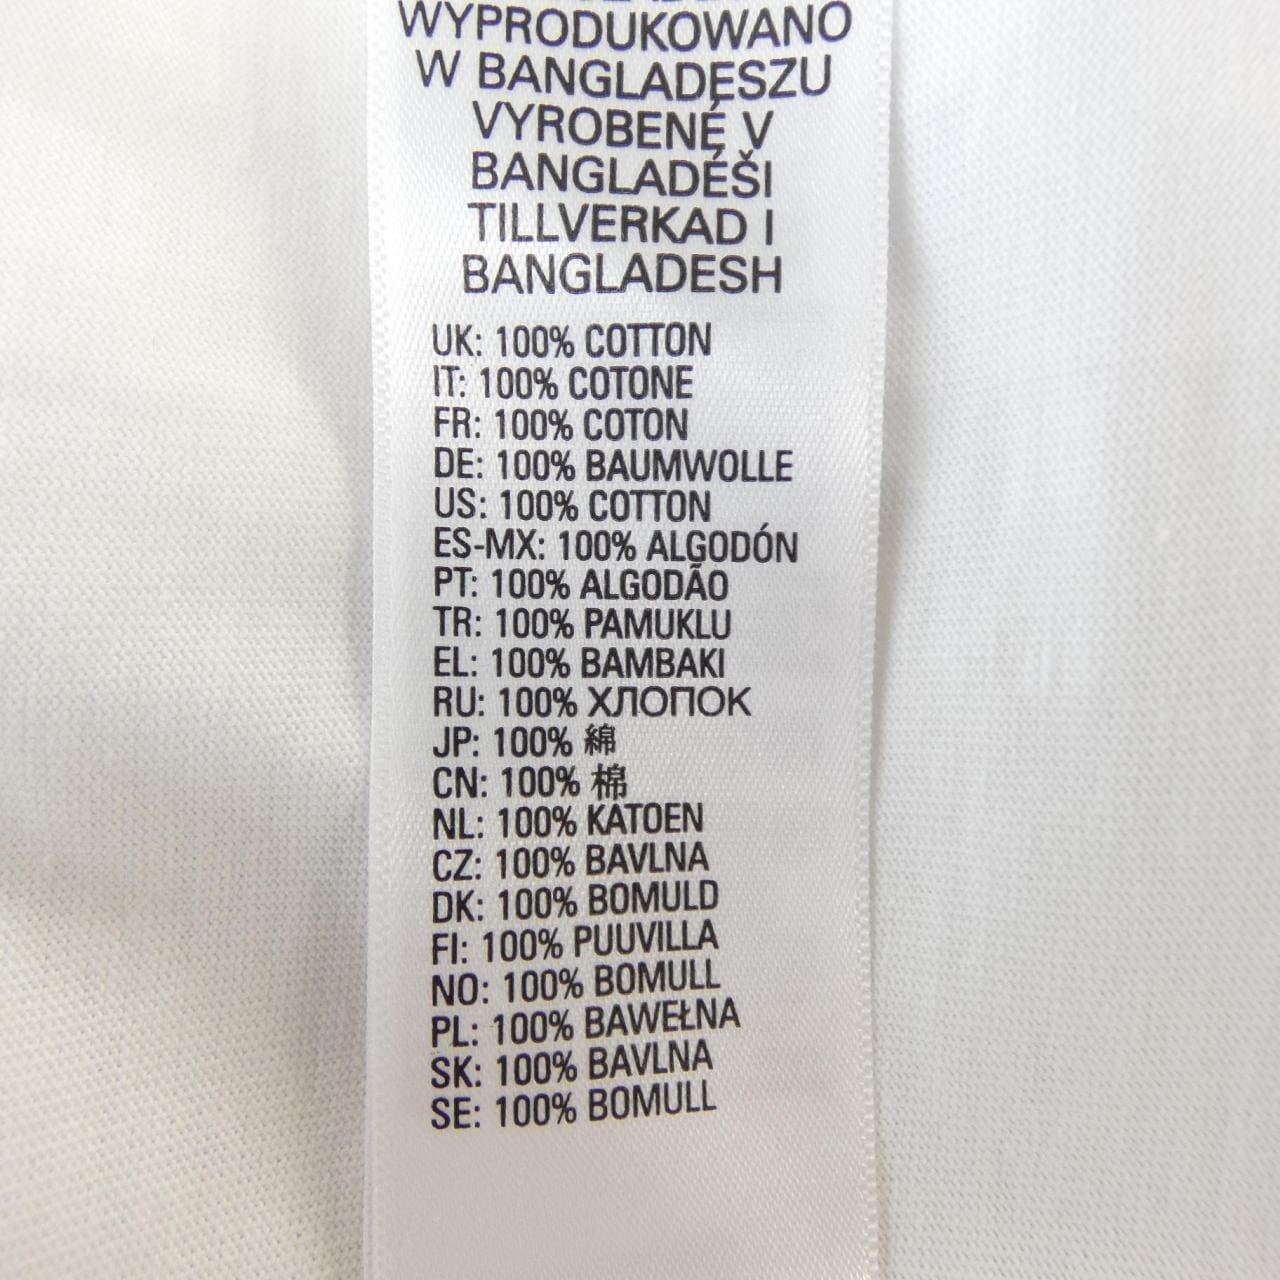 WYPRODUKOWANO
W BANGLADESZU
VYROBENÉ V
BANGLADÉŠI
TILLVERKAD I
BANGLADESH
UK: 100% COTTON
IT: 100% COTONE
FR: 100% COTON
DE: 100% BAUMWOLLE
US: 100% COTTON
ES-MX: 100% ALGODÓN
PT: 100% ALGODÃO
TR: 100% PAMUKLU
EL: 100% BAMBAKI
RU: 100% ХЛОПОК
JP: 100% 綿
CN: 100% 棉
NL: 100% KATOEN
CZ: 100% BAVLNA
DK: 100% BOMULD
FI: 100% PUUVILLA
NO: 100% BOMULL
PL: 100% BAWEŁNA
SK: 100% BAVLNA
SE: 100% BOMULL